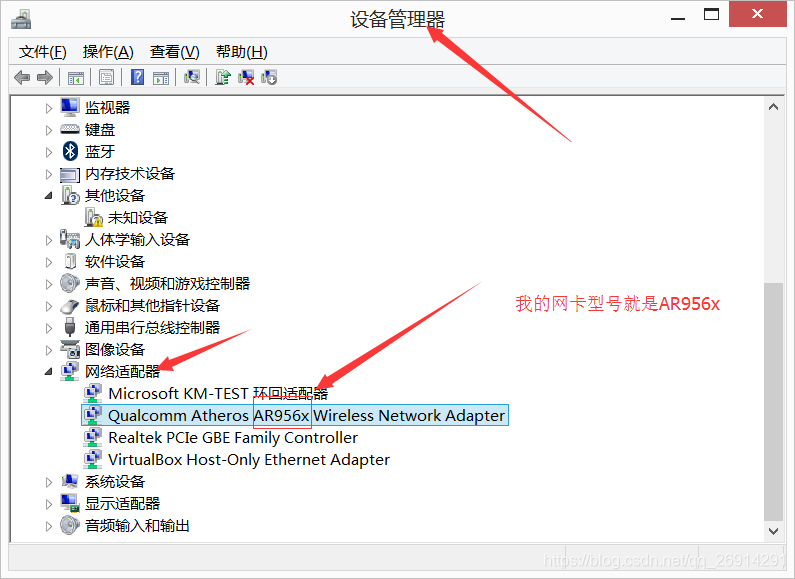 设备管理器
文件(F) 操作(A) 查看(V) 帮助(H)
监视器
键盘
蓝牙
内存技术设备
其他设备
未知设备
人体学输入设备
软件设备
声音、视频和游戏控制器
鼠标和其他指针设备
我的网卡型号就是AR956x
通用串行总线控制器
图像设备
网络适配器
Microsoft KM-TEST 环回适配器
Qualcomm Atheros AR956x Wireless Network Adapter
Realtek PCIe GBE Family Controller
VirtualBox Host-Only Ethernet Adapter
系统设备
显示适配器
音频输入和输出
https://blog.csdn.net/qq_26914291